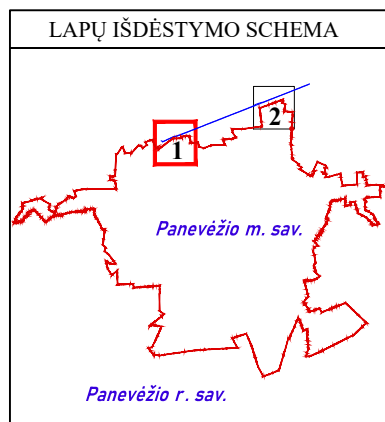 LAPŲ IŠDĖSTYMO SCHEMA
2
1
Panevėžio m. sav.
Panevėžio r. sav.